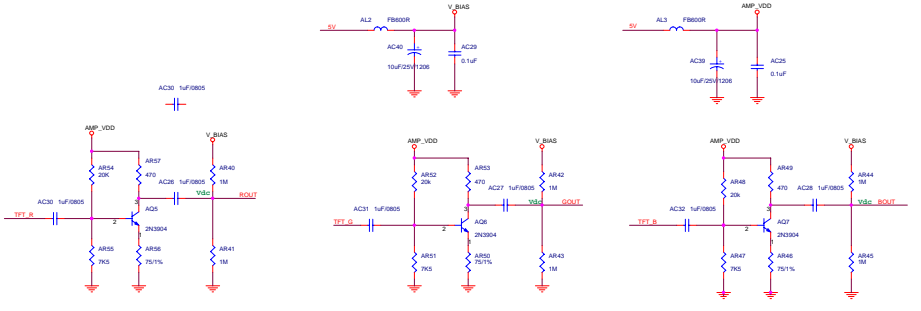 5V
AL2 FB600R
V_BIAS
AC40
10uF/25V/1206
AC29
0.1uF
5V
AL3 FB600R
AMP_VDD
AC39
10uF/25V/1206
AC25
0.1uF
AC30 1uF/0805
AMP_VDD
AR54
20K
AR57
470
AC26 1uF/0805
V_BIAS
AR40
1M
Vdc
ROUT
TFT_R
AC30 1uF/0805
3
2
1
AQ5
2N3904
AR55
7K5
AR56
75/1%
AR41
1M
AMP_VDD
AR52
20k
AR53
470
AC27 1uF/0805
V_BIAS
AR42
1M
Vdc
GOUT
TFT_G
AC31 1uF/0805
3
2
1
AQ6
2N3904
AR51
7K5
AR50
75/1%
AR43
1M
AMP_VDD
AR48
20k
AR49
470
AC28 1uF/0805
V_BIAS
AR44
1M
Vdc
BOUT
TFT_B
AC32 1uF/0805
3
2
1
AQ7
2N3904
AR47
7K5
AR46
75/1%
AR45
1M